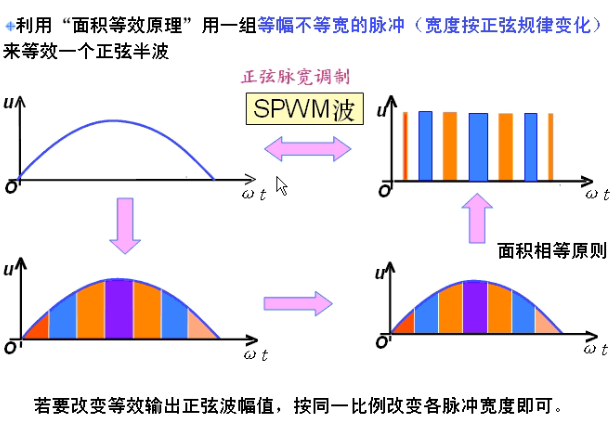 利用“面积等效原理”用一组等幅不等宽的脉冲（宽度按正弦规律变化）
来等效一个正弦半波
正弦脉宽调制
SPWM波
u
O
ωt
u
O
ωt
面积相等原则
u
O
ωt
u
O
ωt
若要改变等效输出正弦波幅值，按同一比例改变各脉冲宽度即可。